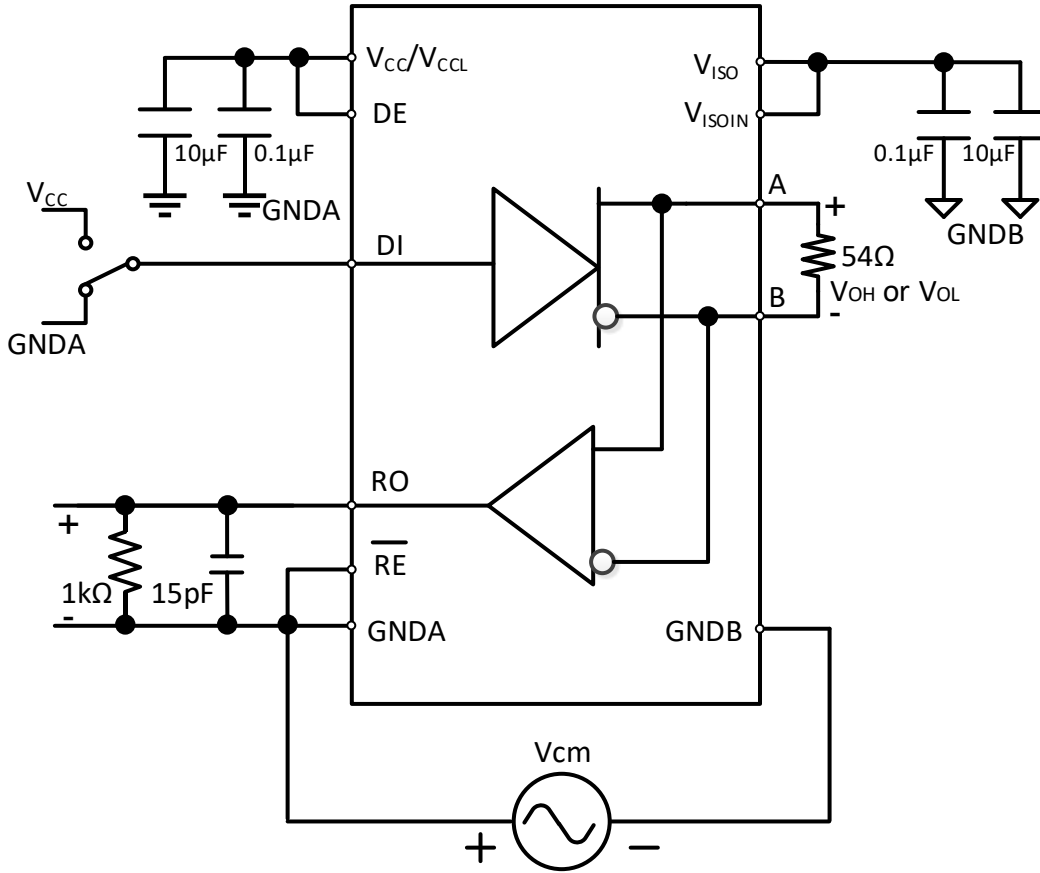 VCC/VCCL
VISO
DE
VISOIN
10µF
0.1µF
0.1µF
10µF
VCC
GNDA
A
+
GNDB
DI
54Ω
B
VOH or VOL
-
GNDA
RO
+
RE
1kΩ
15pF
-
GNDA
GNDB
Vcm
+
−